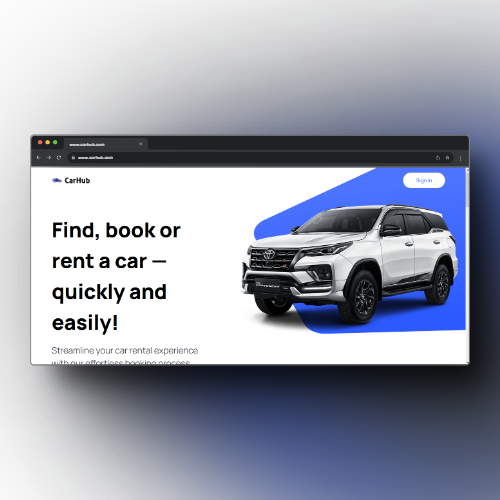 www.carhub.com
www.carhub.com
CarHub
Sign In
Find, book or
rent a car —
quickly and
easily!
Streamline your car rental experience
with our effortless booking process